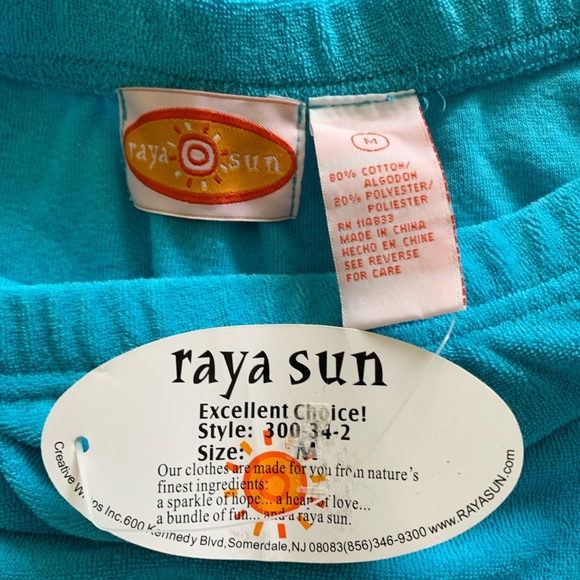 raya sun
M
80% COTTON/
ALGODON
20% POLYESTER/
POLIESTER
RN 119833
MADE IN CHINA
HECHO EN CHINE
SEE REVERSE
FOR CARE
raya sun
Excellent Choice!
Style: 300-34-2
Size: M
Our clothes are made for you from nature's
finest ingredients:
a sparkle of hope... a heart of love...
a bundle of fun... and a raya sun.
Creative Inc. 600 Kennedy Blvd, Somerdale, NJ 08083 (856)346-9300 www.RAYASUN.com